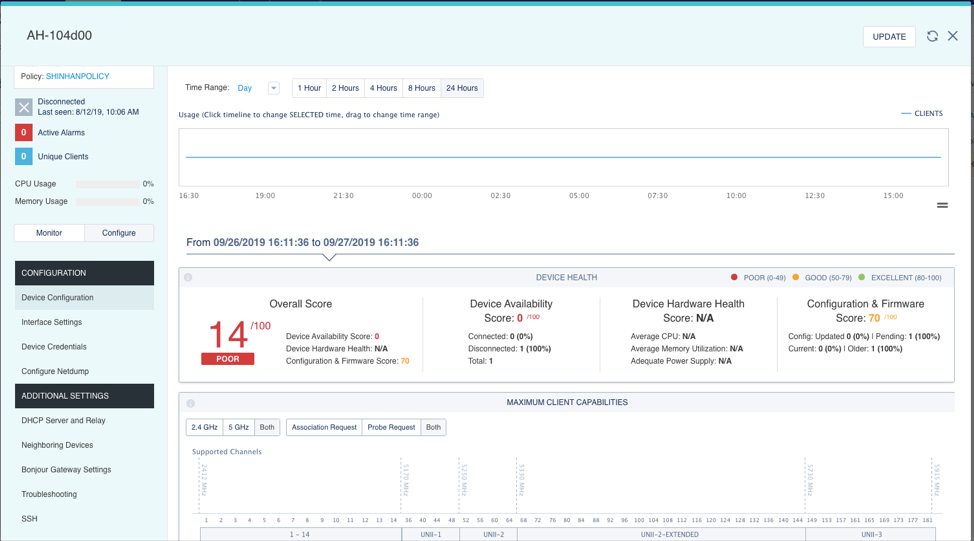 AH-104d00
UPDATE
Policy: SHINHANPOLICY
Disconnected
Last seen: 8/12/19, 10:06 AM
0 Active Alarms
0 Unique Clients
CPU Usage 0%
Memory Usage 0%
Monitor Configure
CONFIGURATION
Device Configuration
Interface Settings
Device Credentials
Configure Netdump
ADDITIONAL SETTINGS
DHCP Server and Relay
Neighboring Devices
Bonjour Gateway Settings
Troubleshooting
SSH
Time Range: Day 1 Hour 2 Hours 4 Hours 8 Hours 24 Hours
Usage (Click timeline to change SELECTED time, drag to change time range) CLIENTS
16:30 19:00 21:30 00:00 02:30 05:00 07:30 10:00 12:30 15:00
From 09/26/2019 16:11:36 to 09/27/2019 16:11:36
DEVICE HEALTH POOR (0-49) GOOD (50-79) EXCELLENT (80-100)
Overall Score
14 /100
POOR
Device Availability Score: 0
Device Hardware Health: N/A
Configuration & Firmware Score: 70
Device Availability
Score: 0 /100
Connected: 0 (0%)
Disconnected: 1 (100%)
Total: 1
Device Hardware Health
Score: N/A
Average CPU: N/A
Average Memory Utilization: N/A
Adequate Power Supply: N/A
Configuration & Firmware
Score: 70 /100
Config: Updated 0 (0%) | Pending: 1 (100%)
Current: 0 (0%) | Older: 1 (100%)
MAXIMUM CLIENT CAPABILITIES
2.4 GHz 5 GHz Both Association Request Probe Request Both
Supported Channels
2412 MHz 5170 MHz 5250 MHz 5330 MHz 5730 MHz 5915 MHz
1 2 3 4 5 6 7 8 9 10 11 12 13 14 36 40 44 48 52 56 60 64 68 72 76 80 84 88 92 96 100 104 108 112 116 120 124 128 132 136 140 144 149 153 157 161 165 169 173 177 181
1 - 14 UNII-1 UNII-2 UNII-2-EXTENDED UNII-3